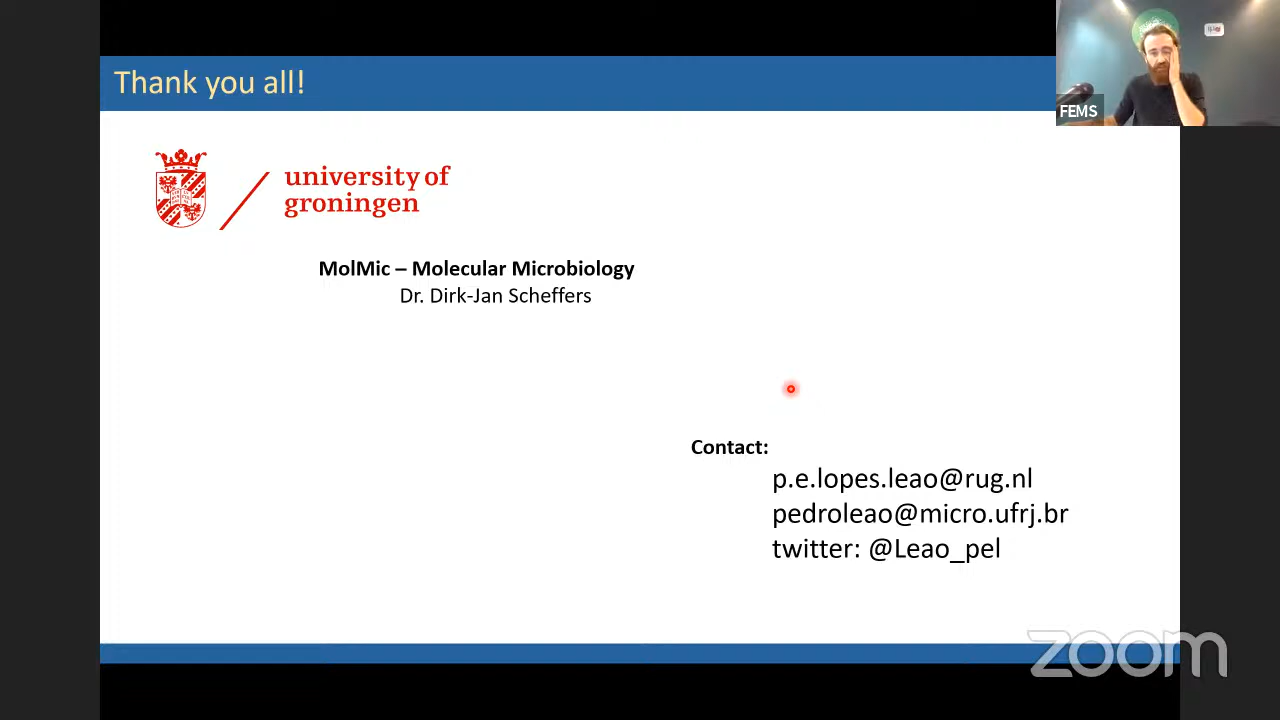 Thank you all!
FEMS
university of
groningen
MolMic – Molecular Microbiology
Dr. Dirk-Jan Scheffers
Contact:
p.e.lopes.leao@rug.nl
pedroleao@micro.ufrj.br
twitter: @Leao_pel
zoom